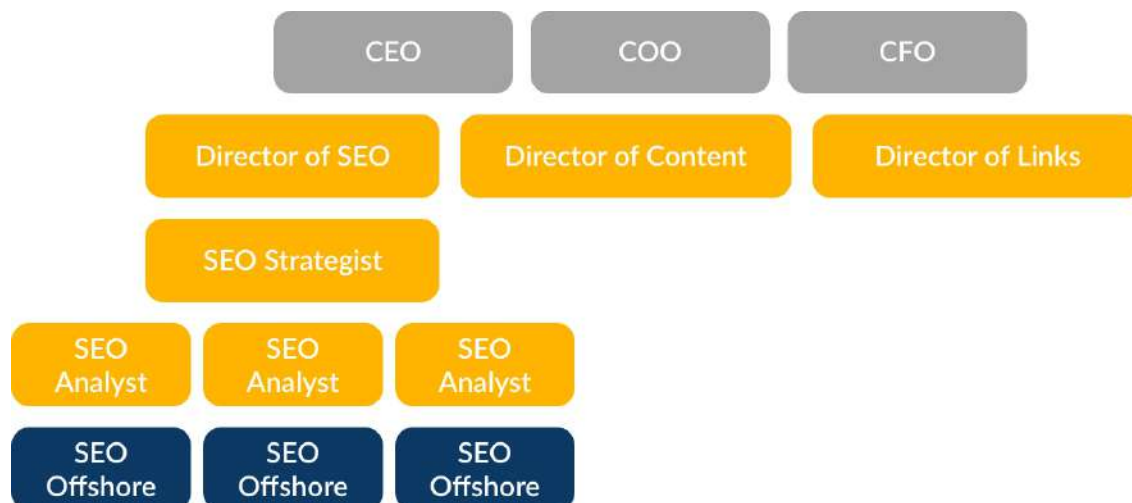 CEO COO CFO
Director of SEO Director of Content Director of Links
SEO Strategist
SEO SEO SEO
Analyst Analyst Analyst
SEO SEO SEO
Offshore Offshore Offshore